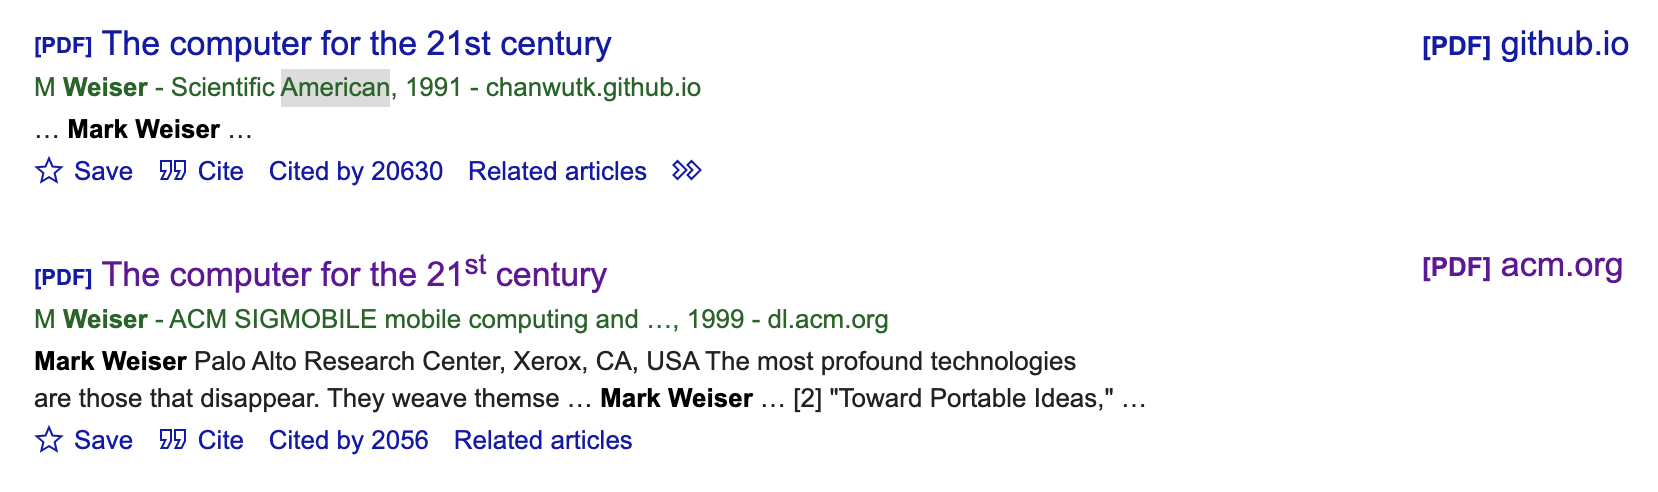 [PDF] The computer for the 21st century
[PDF] github.io
M Weiser - Scientific American, 1991 - chanwutk.github.io
… Mark Weiser …
Save Cite Cited by 20630 Related articles
[PDF] The computer for the 21st century
[PDF] acm.org
M Weiser - ACM SIGMOBILE mobile computing and …, 1999 - dl.acm.org
Mark Weiser Palo Alto Research Center, Xerox, CA, USA The most profound technologies
are those that disappear. They weave themse … Mark Weiser … [2] "Toward Portable Ideas," …
Save Cite Cited by 2056 Related articles